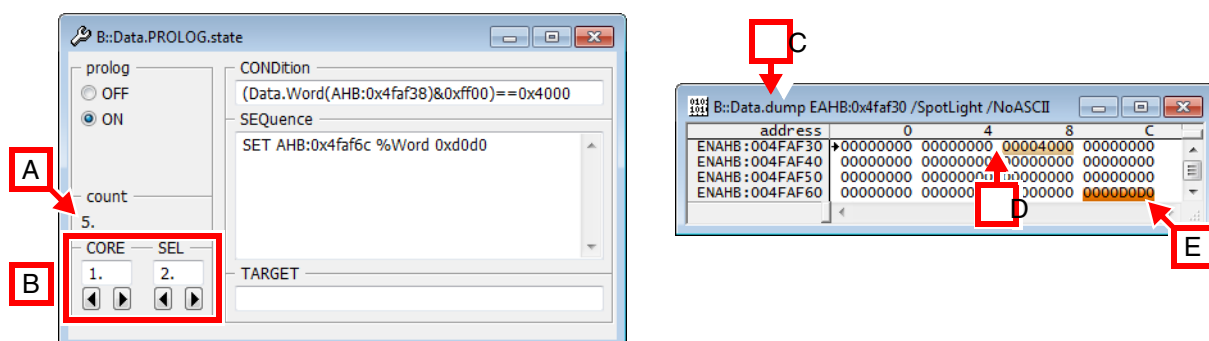 B::Data.PROLOG.state
prolog
OFF
ON
count
5.
CORE SEL
1. 2.
CONDition
(Data.Word(AHB:0x4faf38)&0xff00)==0x4000
SEQuence
SET AHB:0x4faf6c %Word 0xd0d0
TARGET
A
B
C
B::Data.dump EAHB:0x4faf30 /SpotLight /NoASCII
address 0 4 8 C
ENAHB:004FAF30 00000000 00000000 00004000 00000000
ENAHB:004FAF40 00000000 00000000 00000000 00000000
ENAHB:004FAF50 00000000 00000000 00000000 00000000
ENAHB:004FAF60 00000000 0000D0D0
D
E